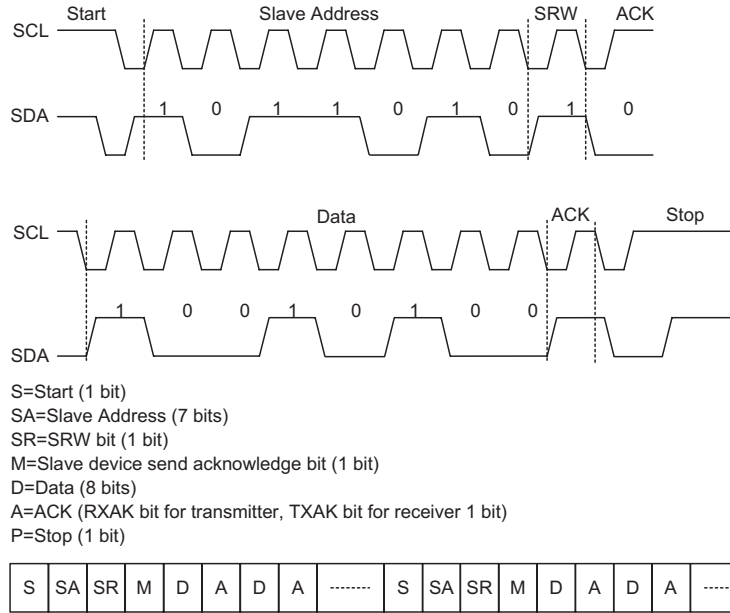 Start Slave Address SRW ACK
SCL
SDA 1 0 1 1 0 1 0 1 0
Data ACK Stop
SCL
1 0 0 1 0 1 0 0
SDA
S=Start (1 bit)
SA=Slave Address (7 bits)
SR=SRW bit (1 bit)
M=Slave device send acknowledge bit (1 bit)
D=Data (8 bits)
A=ACK (RXAK bit for transmitter, TXAK bit for receiver 1 bit)
P=Stop (1 bit)
S SA SR M D A D A S SA SR M D A D A